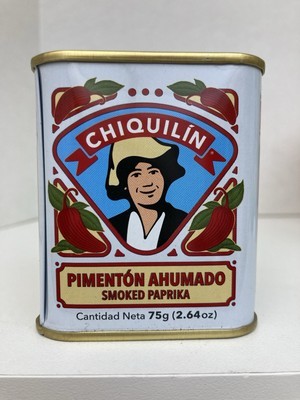 CHIQUILÍN
PIMENTÓN AHUMADO
SMOKED PAPRIKA
Cantidad Neta 75g (2.64oz)